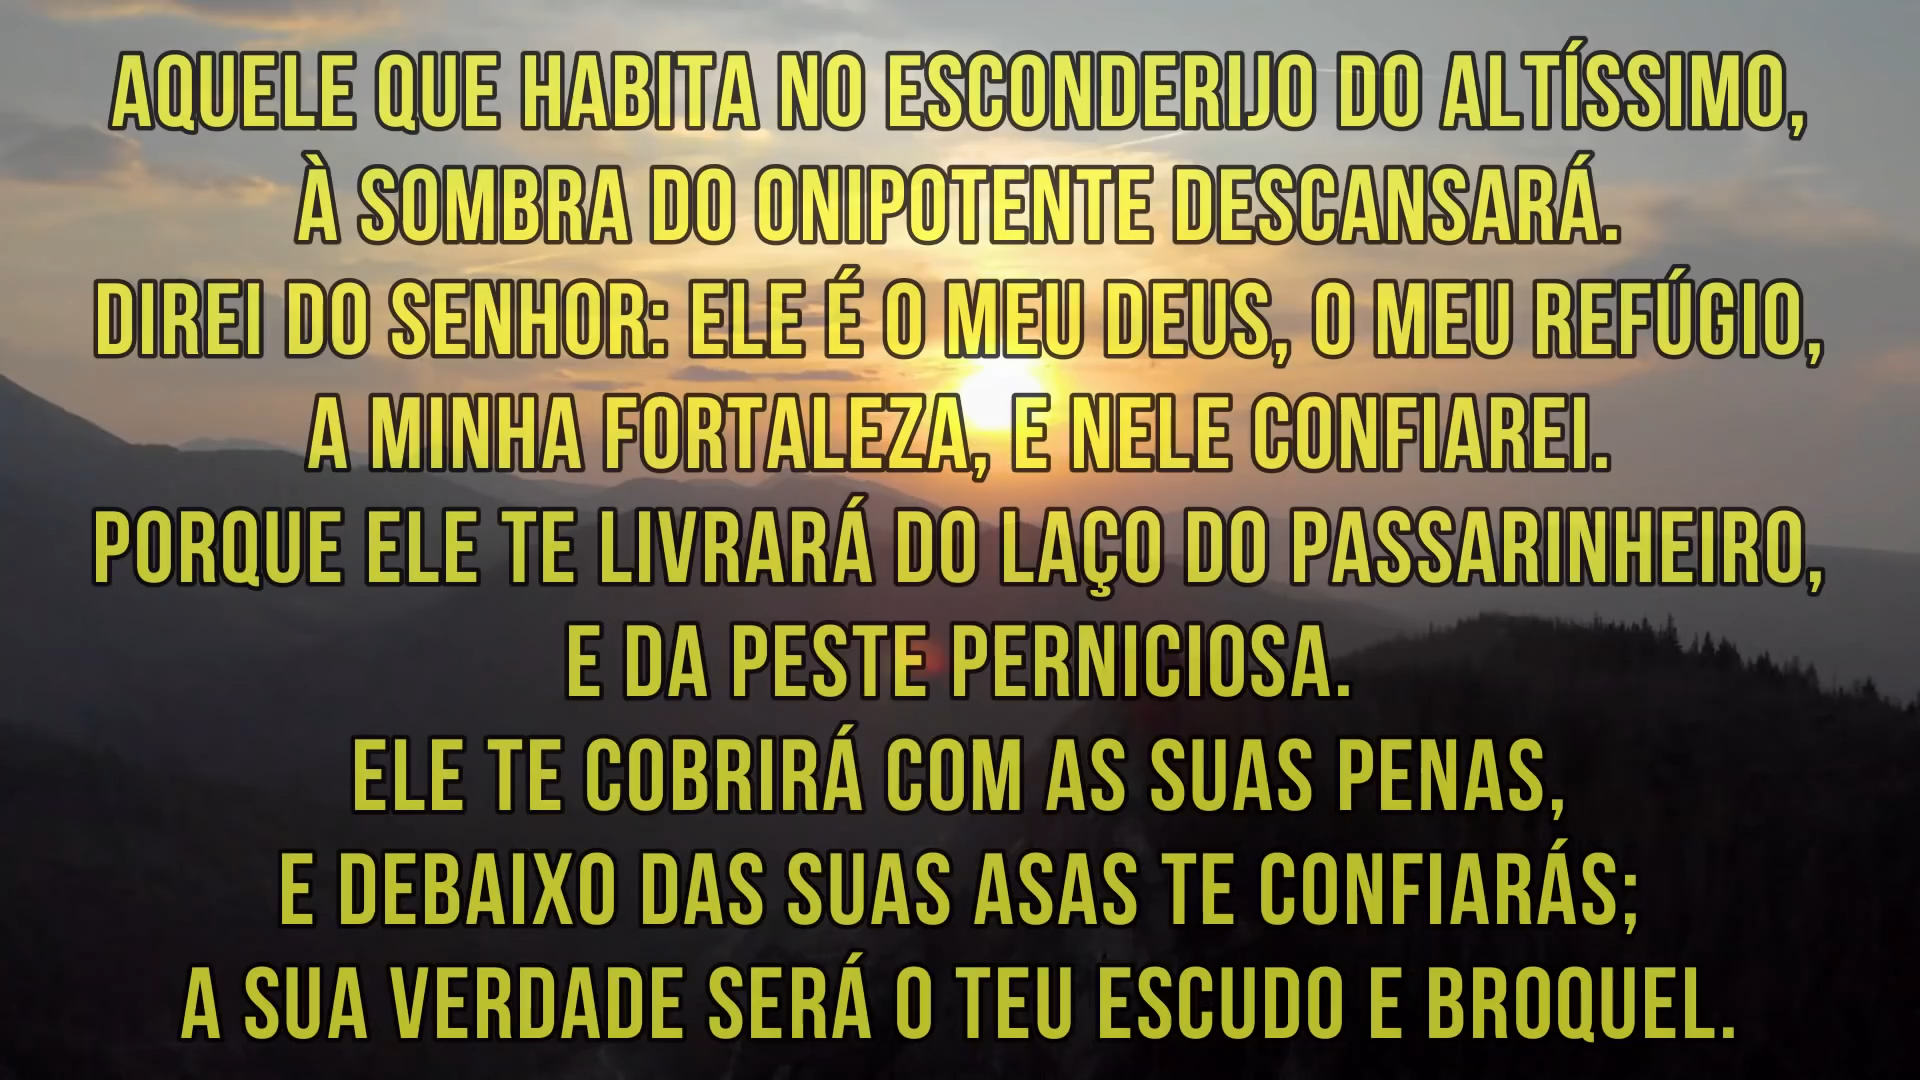 AQUELE QUE HABITA NO ESCONDERIJO DO ALTÍSSIMO,
À SOMBRA DO ONIPOTENTE DESCANSARÁ.
DIREI DO SENHOR: ELE É O MEU DEUS, O MEU REFÚGIO,
A MINHA FORTALEZA, E NELE CONFIAREI.
PORQUE ELE TE LIVRARÁ DO LAÇO DO PASSARINHEIRO,
E DA PESTE PERNICIOSA.
ELE TE COBRIRÁ COM AS SUAS PENAS,
E DEBAIXO DAS SUAS ASAS TE CONFIARÁS;
A SUA VERDADE SERÁ O TEU ESCUDO E BROQUEL.